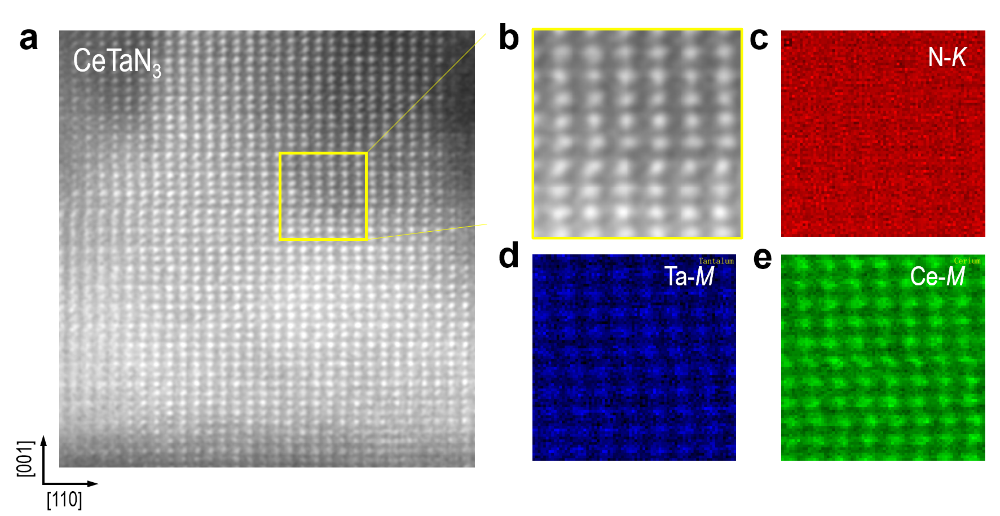 a
CeTaN₃
b
c
N-K
d
Tantalum
Ta-M
e
Cerium
Ce-M
[001]
[110]